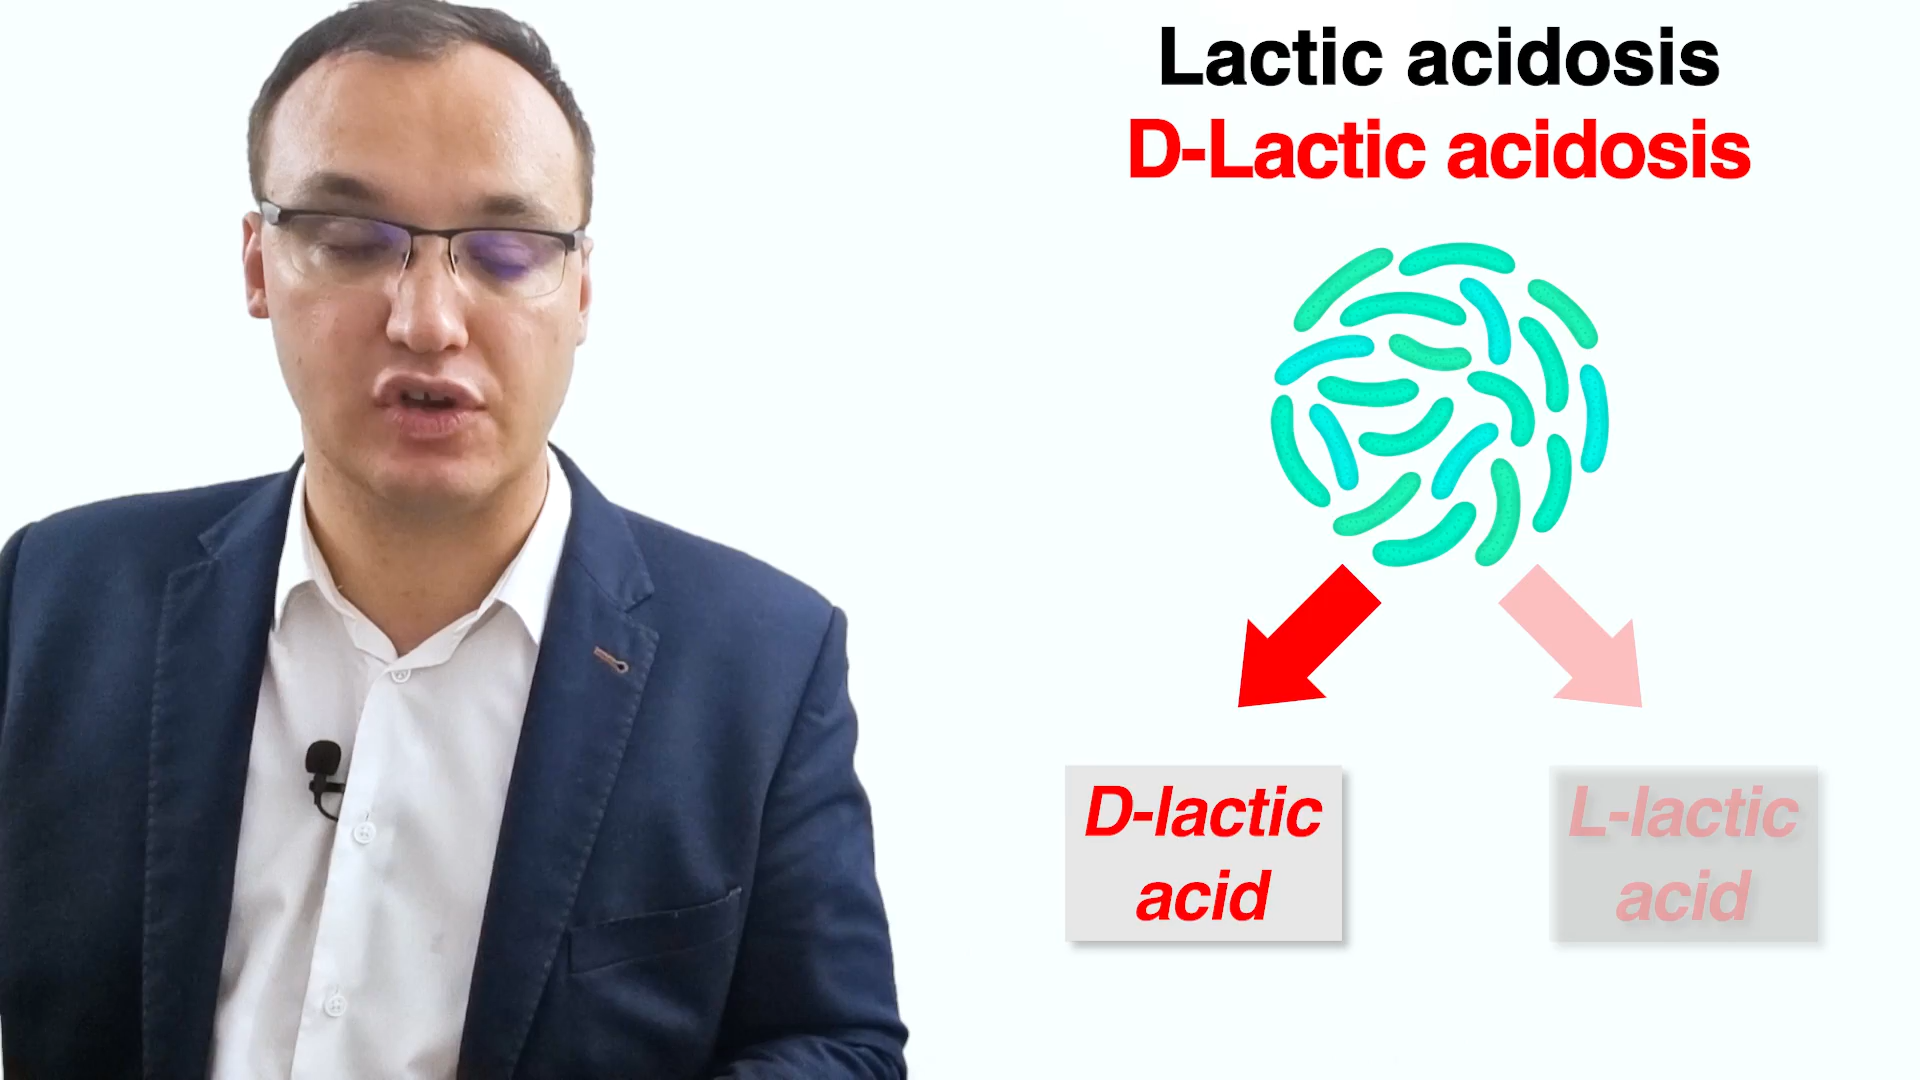 Lactic acidosis
D-Lactic acidosis
D-lactic
acid
L-lactic
acid